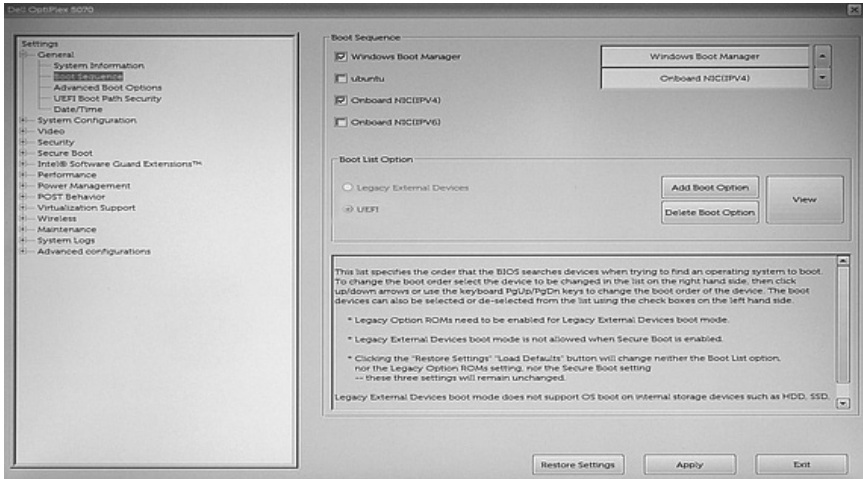 Dell OptiPlex 5070
Settings
General
System Information
Boot Sequence
Advanced Boot Options
UEFI Boot Path Security
Date/Time
System Configuration
Video
Security
Secure Boot
Intel® Software Guard Extensions™
Performance
Power Management
POST Behavior
Virtualization Support
Wireless
Maintenance
System Logs
Advanced configurations
Boot Sequence
Windows Boot Manager
ubuntu
Onboard NIC(IPV4)
Onboard NIC(IPV6)
Windows Boot Manager
Onboard NIC(IPV4)
Boot List Option
Legacy External Devices
UEFI
Add Boot Option
Delete Boot Option
View
This list specifies the order that the BIOS searches devices when trying to find an operating system to boot.
To change the boot order select the device to be changed in the list on the right hand side, then click
up/down arrows or use the keyboard PgUp/PgDn keys to change the boot order of the device. The boot
devices can also be selected or de-selected from the list using the check boxes on the left hand side.
* Legacy Option ROMs need to be enabled for Legacy External Devices boot mode.
* Legacy External Devices boot mode is not allowed when Secure Boot is enabled.
* Clicking the "Restore Settings" "Load Defaults" button will change neither the Boot List option,
nor the Legacy Option ROMs setting, nor the Secure Boot setting
-- these three settings will remain unchanged.
Legacy External Devices boot mode does not support OS boot on internal storage devices such as HDD, SSD,
Restore Settings
Apply
Exit